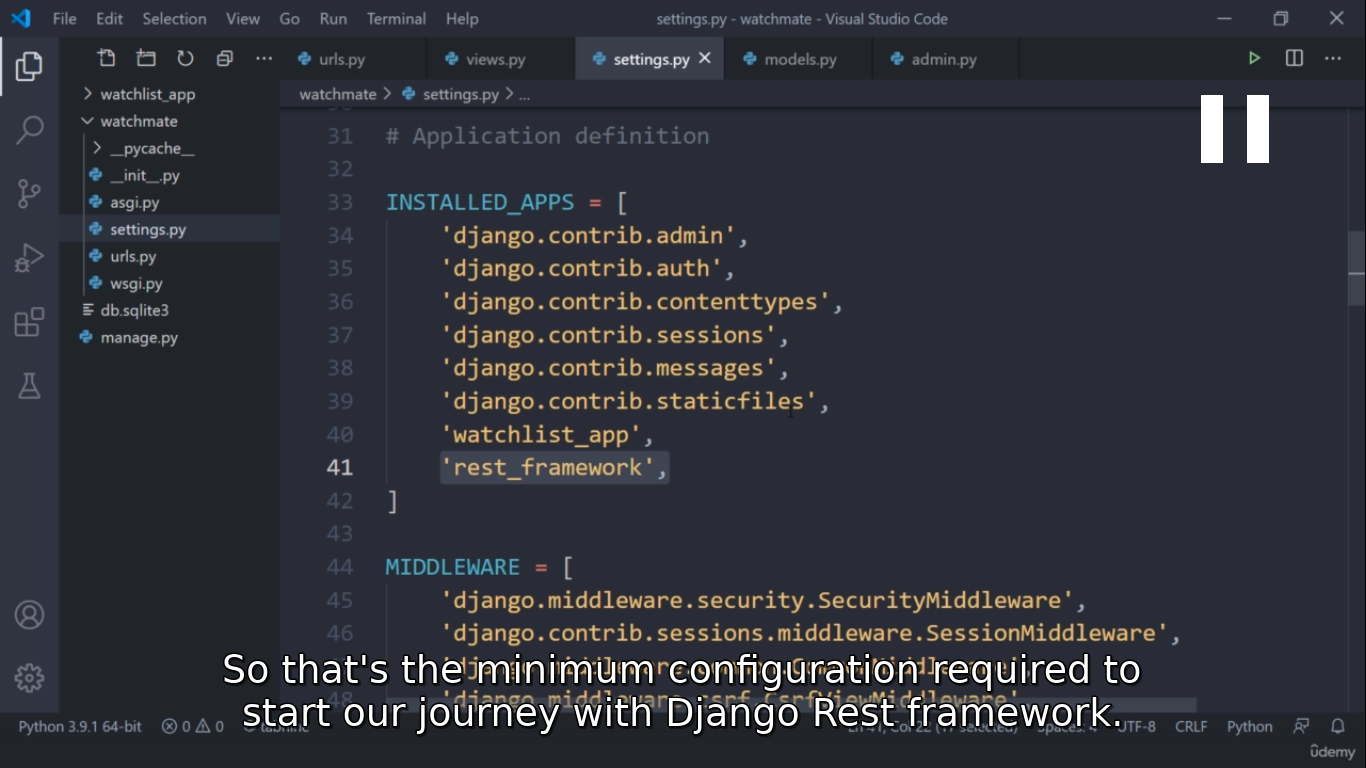 File Edit Selection View Go Run Terminal Help settings.py - watchmate - Visual Studio Code
urls.py views.py settings.py models.py admin.py
watchmate > settings.py > ...
watchlist_app
watchmate
__pycache__
__init__.py
asgi.py
settings.py
urls.py
wsgi.py
db.sqlite3
manage.py
31 # Application definition
32
33 INSTALLED_APPS = [
34 'django.contrib.admin',
35 'django.contrib.auth',
36 'django.contrib.contenttypes',
37 'django.contrib.sessions',
38 'django.contrib.messages',
39 'django.contrib.staticfiles',
40 'watchlist_app',
41 'rest_framework',
42 ]
43
44 MIDDLEWARE = [
45 'django.middleware.security.SecurityMiddleware',
46 'django.contrib.sessions.middleware.SessionMiddleware',
48 'django.middleware.csrf.CsrfViewMiddleware'
So that's the minimum configuration required to
start our journey with Django Rest framework.
Python 3.9.1 64-bit 0 0 tabnine Ln 41, Col 22 (17 selected) Spaces: 4 UTF-8 CRLF Python
ûdemy